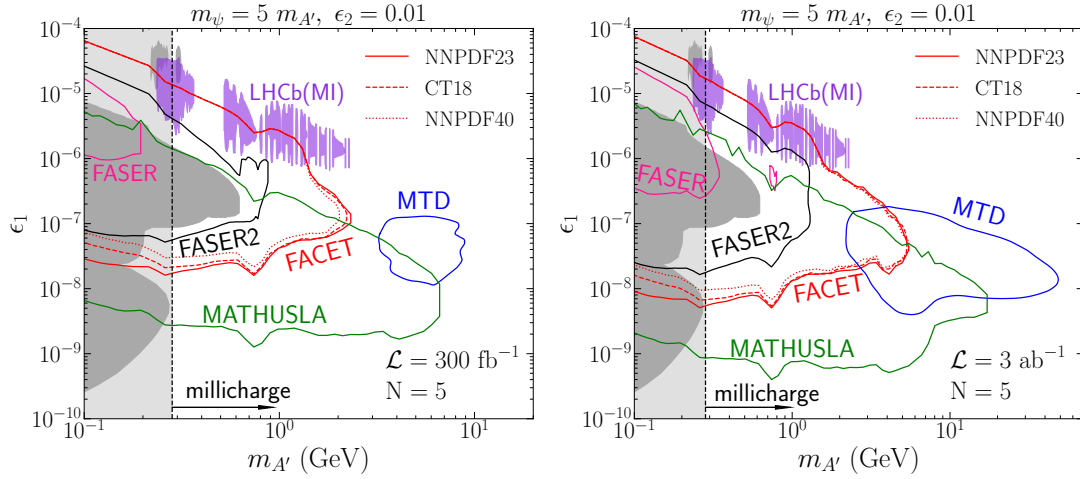 m_ψ = 5 m_A′, ϵ_2 = 0.01
10^−4
10^−5
10^−6
10^−7
10^−8
10^−9
10^−10
ϵ_1
NNPDF23
CT18
NNPDF40
LHCb(MI)
FASER
MTD
FASER2
FACET
MATHUSLA
ℒ = 300 fb^−1
N = 5
millicharge
10^−1
10^0
10^1
m_A′ (GeV)
m_ψ = 5 m_A′, ϵ_2 = 0.01
10^−4
10^−5
10^−6
10^−7
10^−8
10^−9
10^−10
ϵ_1
NNPDF23
CT18
NNPDF40
LHCb(MI)
FASER
MTD
FASER2
FACET
MATHUSLA
ℒ = 3 ab^−1
N = 5
millicharge
10^−1
10^0
10^1
m_A′ (GeV)